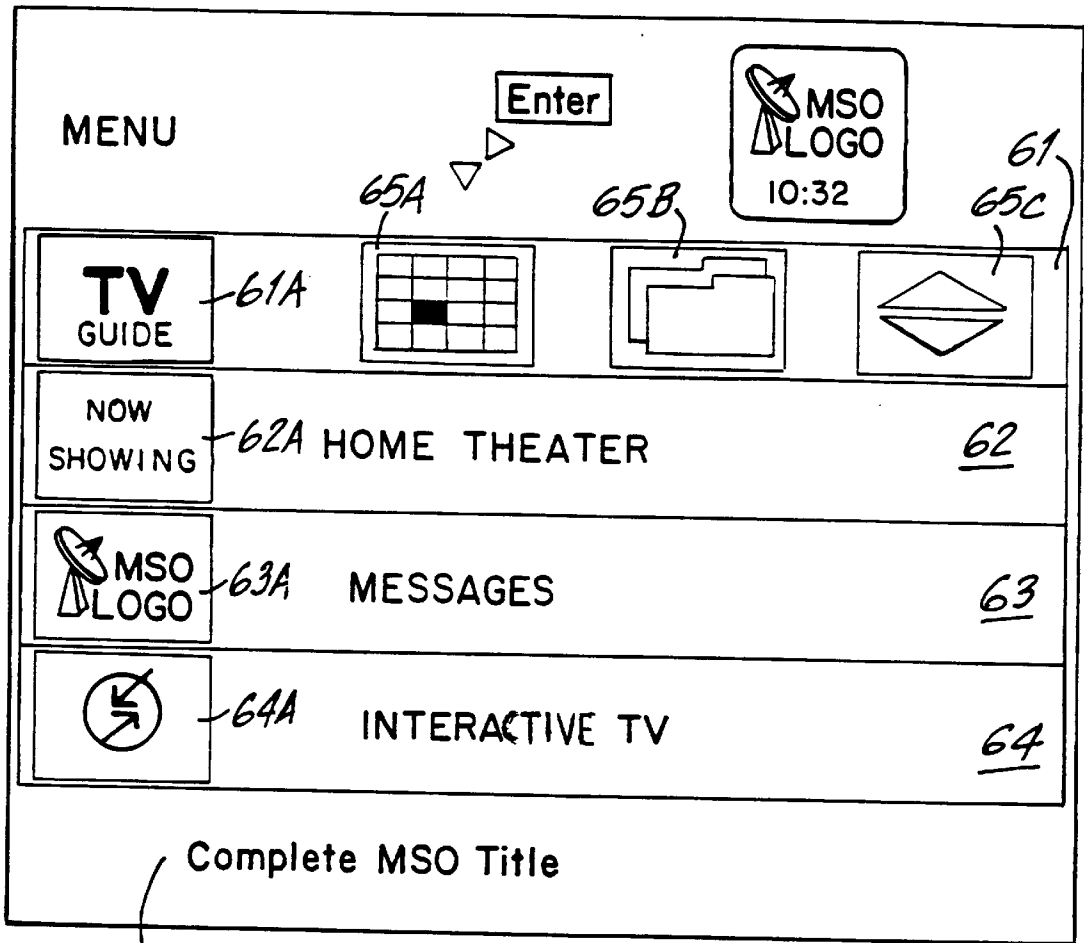 Enter
MENU
MSO
LOGO
10:32
61
65A
65B
65C
TV
GUIDE
61A
NOW
SHOWING
62A
HOME THEATER
62
MSO
LOGO
63A
MESSAGES
63
64A
INTERACTIVE TV
64
Complete MSO Title